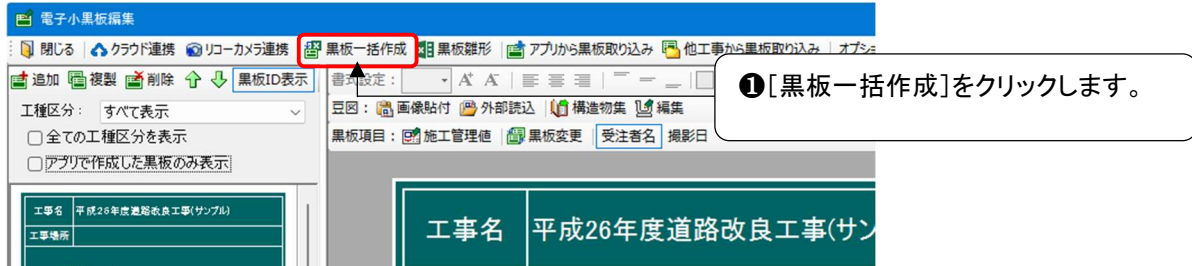 電子小黒板編集
閉じる クラウド連携 リコーカメラ連携 黒板一括作成 黒板雛形 アプリから黒板取り込み 他工事から黒板取り込み オプショ
追加 複製 削除 黒板ID表示 書式設定：
❶[黒板一括作成]をクリックします。
工種区分： すべて表示
豆図： 画像貼付 外部読込 構造物集 編集
全ての工種区分を表示
黒板項目： 施工管理値 黒板変更 受注者名 撮影日
アプリで作成した黒板のみ表示
工事名 平成26年度道路改良工事(サンプル)
工事場所
工事名 平成26年度道路改良工事(サン